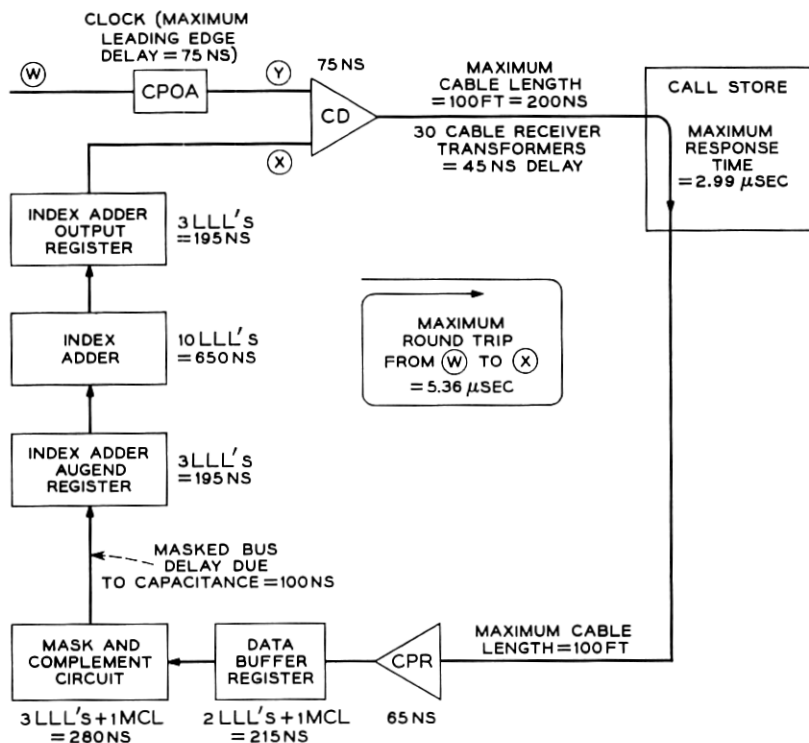 CLOCK (MAXIMUM
LEADING EDGE
DELAY = 75 NS)
W
CPOA
Y
75 NS
CD
X
MAXIMUM
CABLE LENGTH
= 100 FT = 200 NS
30 CABLE RECEIVER
TRANSFORMERS
= 45 NS DELAY
CALL STORE
MAXIMUM
RESPONSE
TIME
= 2.99 μSEC
INDEX ADDER
OUTPUT
REGISTER
3 LLL'S
= 195 NS
INDEX
ADDER
10 LLL'S
= 650 NS
MAXIMUM
ROUND TRIP
FROM W TO X
= 5.36 μSEC
INDEX ADDER
AUGEND
REGISTER
3 LLL'S
= 195 NS
MASKED BUS
DELAY DUE
TO CAPACITANCE = 100 NS
MASK AND
COMPLEMENT
CIRCUIT
3 LLL'S + 1 MCL
= 280 NS
DATA
BUFFER
REGISTER
2 LLL'S + 1 MCL
= 215 NS
CPR
65 NS
MAXIMUM CABLE
LENGTH = 100 FT